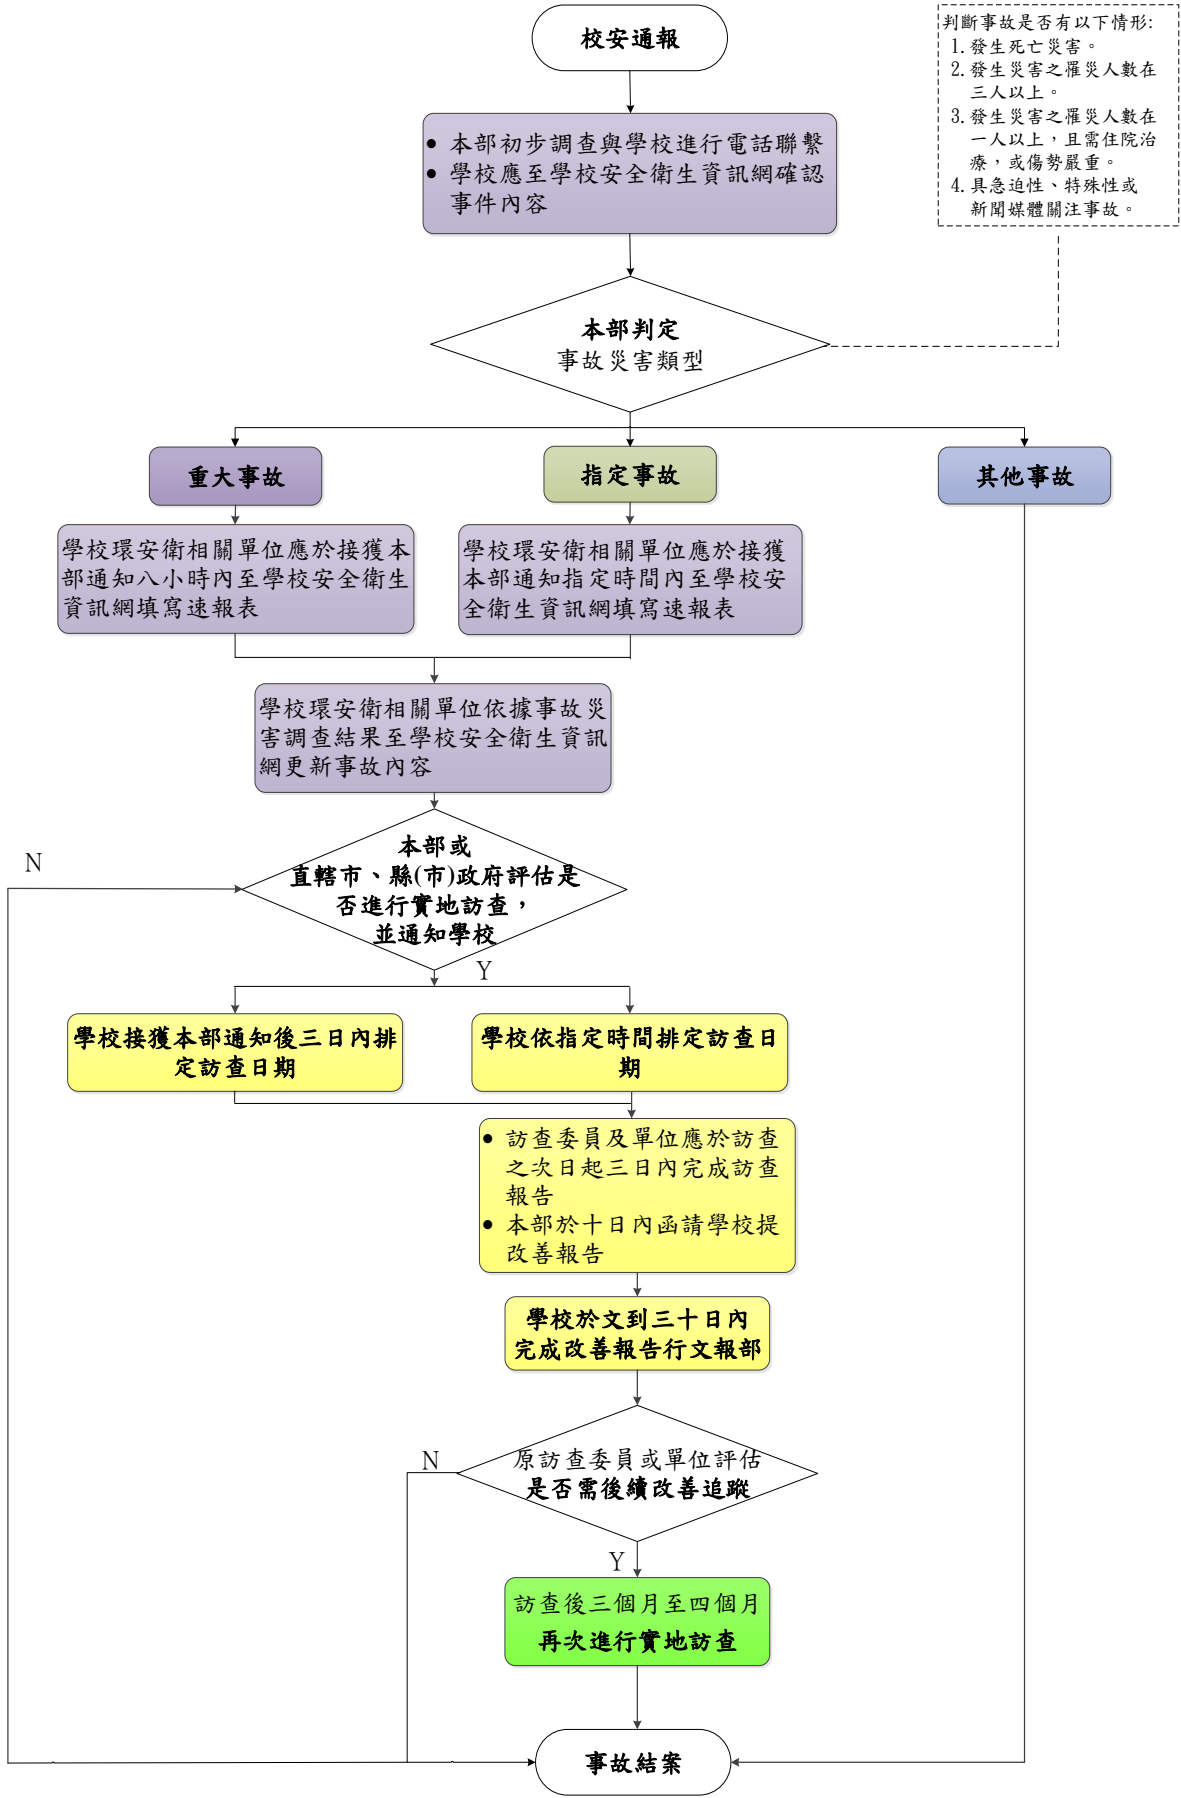 校安通報
判斷事故是否有以下情形:
1.發生死亡災害。
2.發生災害之罹災人數在
三人以上。
3.發生災害之罹災人數在
一人以上，且需住院治
療，或傷勢嚴重。
4.具急迫性、特殊性或
新聞媒體關注事故。
● 本部初步調查與學校進行電話聯繫
● 學校應至學校安全衛生資訊網確認
事件內容
本部判定
事故災害類型
重大事故
指定事故
其他事故
學校環安衛相關單位應於接獲本
部通知八小時內至學校安全衛生
資訊網填寫速報表
學校環安衛相關單位應於接獲
本部通知指定時間內至學校安
全衛生資訊網填寫速報表
學校環安衛相關單位依據事故災
害調查結果至學校安全衛生資訊
網更新事故內容
本部或
直轄市、縣(市)政府評估是
否進行實地訪查，
並通知學校
N
Y
學校接獲本部通知後三日內排
定訪查日期
學校依指定時間排定訪查日
期
● 訪查委員及單位應於訪查
之次日起三日內完成訪查
報告
● 本部於十日內函請學校提
改善報告
學校於文到三十日內
完成改善報告行文報部
原訪查委員或單位評估
是否需後續改善追蹤
N
Y
訪查後三個月至四個月
再次進行實地訪查
事故結案